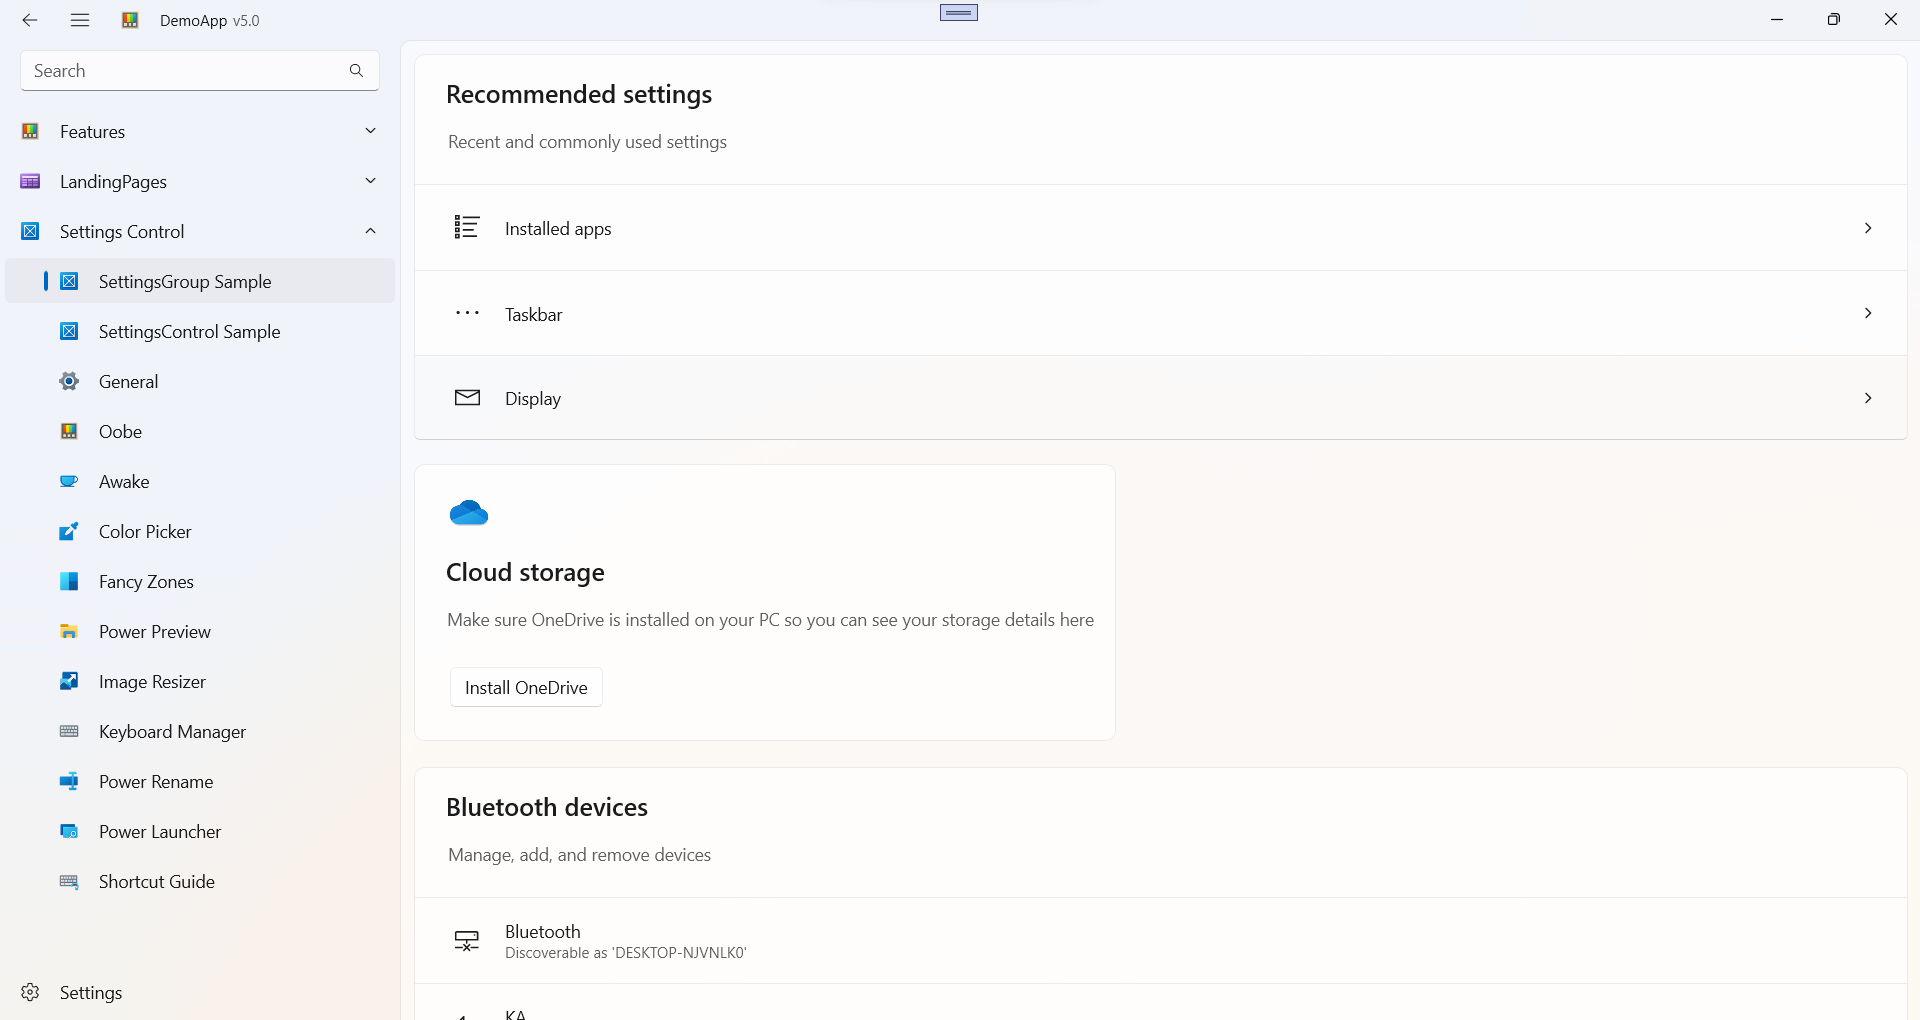 DemoApp v5.0
Search
Features
LandingPages
Settings Control
SettingsGroup Sample
SettingsControl Sample
General
Oobe
Awake
Color Picker
Fancy Zones
Power Preview
Image Resizer
Keyboard Manager
Power Rename
Power Launcher
Shortcut Guide
Settings
Recommended settings
Recent and commonly used settings
Installed apps
Taskbar
Display
Cloud storage
Make sure OneDrive is installed on your PC so you can see your storage details here
Install OneDrive
Bluetooth devices
Manage, add, and remove devices
Bluetooth
Discoverable as 'DESKTOP-NJVNLK0'
KA